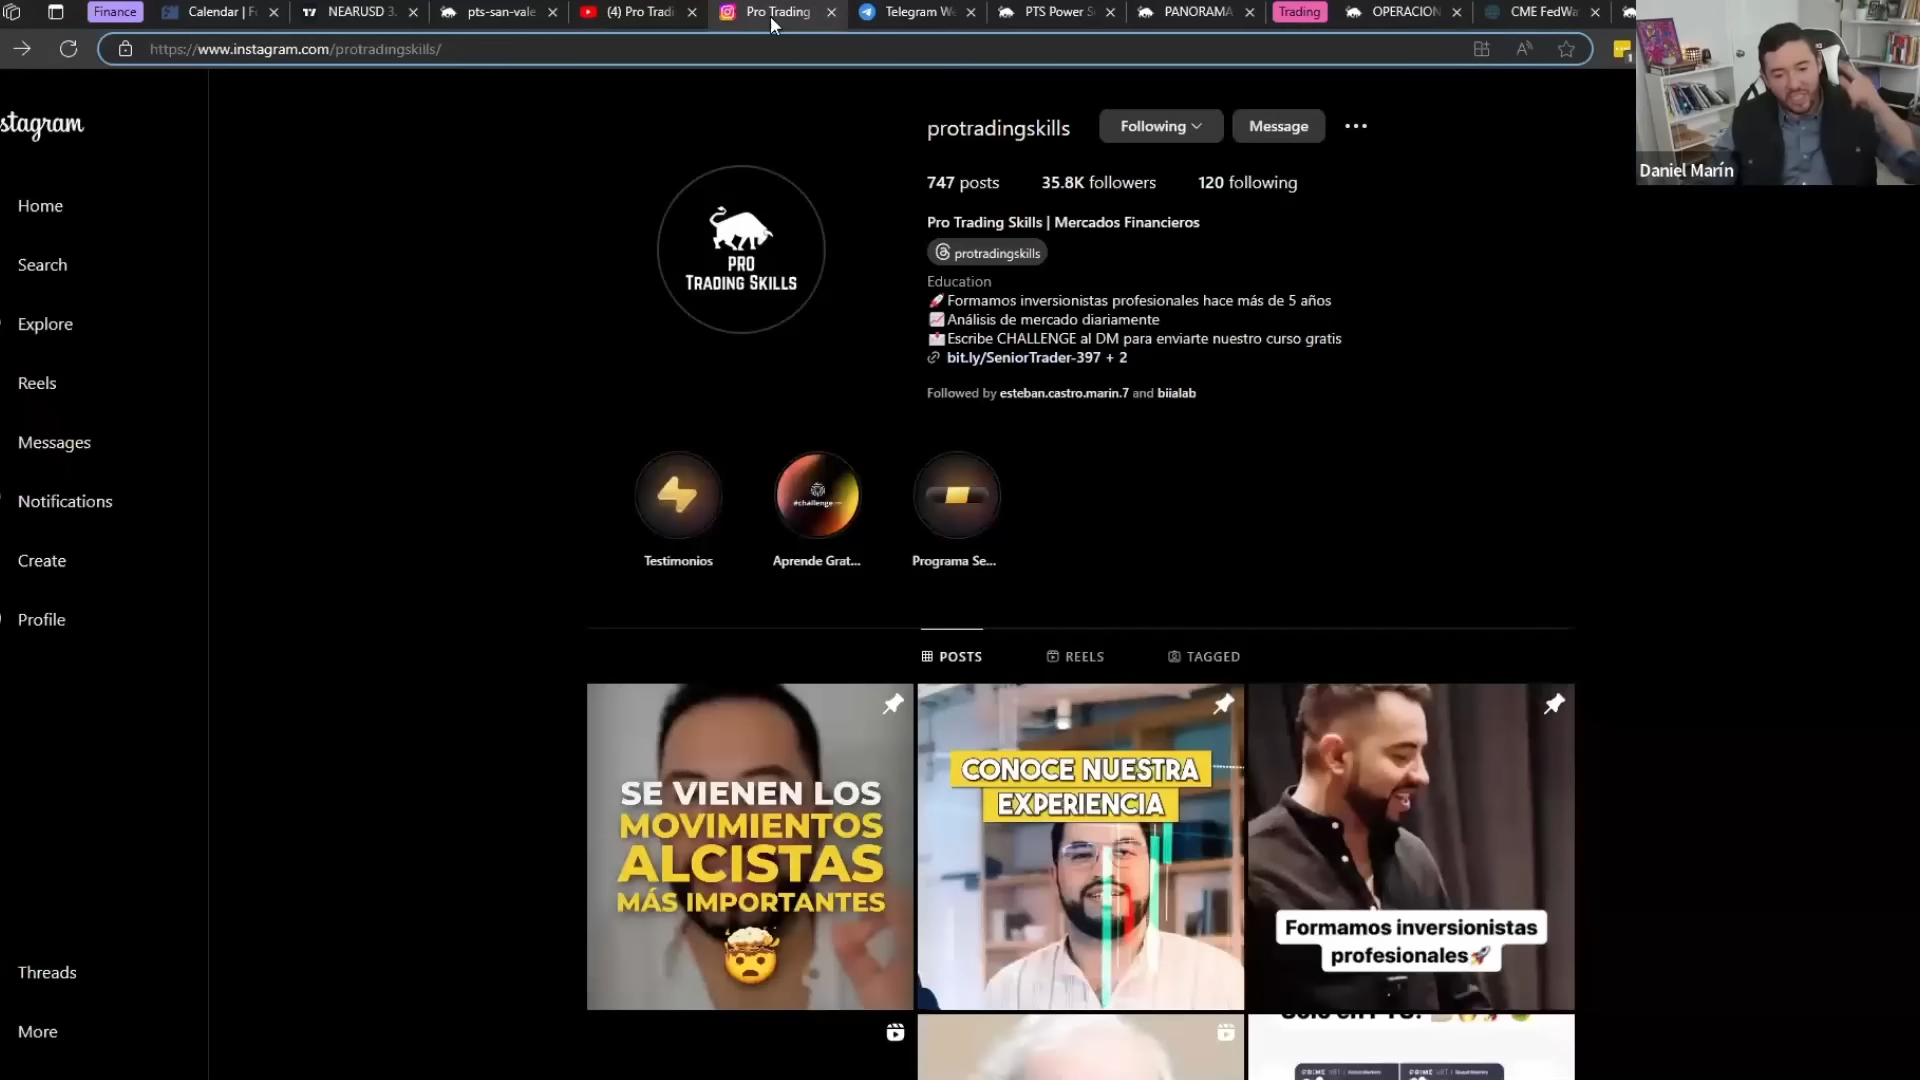 Finance
Calendar | F
NEARUSD 3.
pts-san-vale
(4) Pro Tradi
Pro Trading
Telegram We
PTS Power S
PANORAMA
Trading
OPERACION
CME FedWa
https://www.instagram.com/protradingskills/
Daniel Marín
stagram
Home
Search
Explore
Reels
Messages
Notifications
Create
Profile
Threads
More
protradingskills
Following
Message
747 posts
35.8K followers
120 following
PRO
TRADING SKILLS
Pro Trading Skills | Mercados Financieros
protradingskills
Education
🚀Formamos inversionistas profesionales hace más de 5 años
📈Análisis de mercado diariamente
📩Escribe CHALLENGE al DM para enviarte nuestro curso gratis
bit.ly/SeniorTrader-397 + 2
Followed by esteban.castro.marin.7 and biialab
#challenge
Testimonios
Aprende Grat...
Programa Se...
POSTS
REELS
TAGGED
SE VIENEN LOS
MOVIMIENTOS
ALCISTAS
MÁS IMPORTANTES
CONOCE NUESTRA
EXPERIENCIA
Formamos inversionistas
profesionales🚀